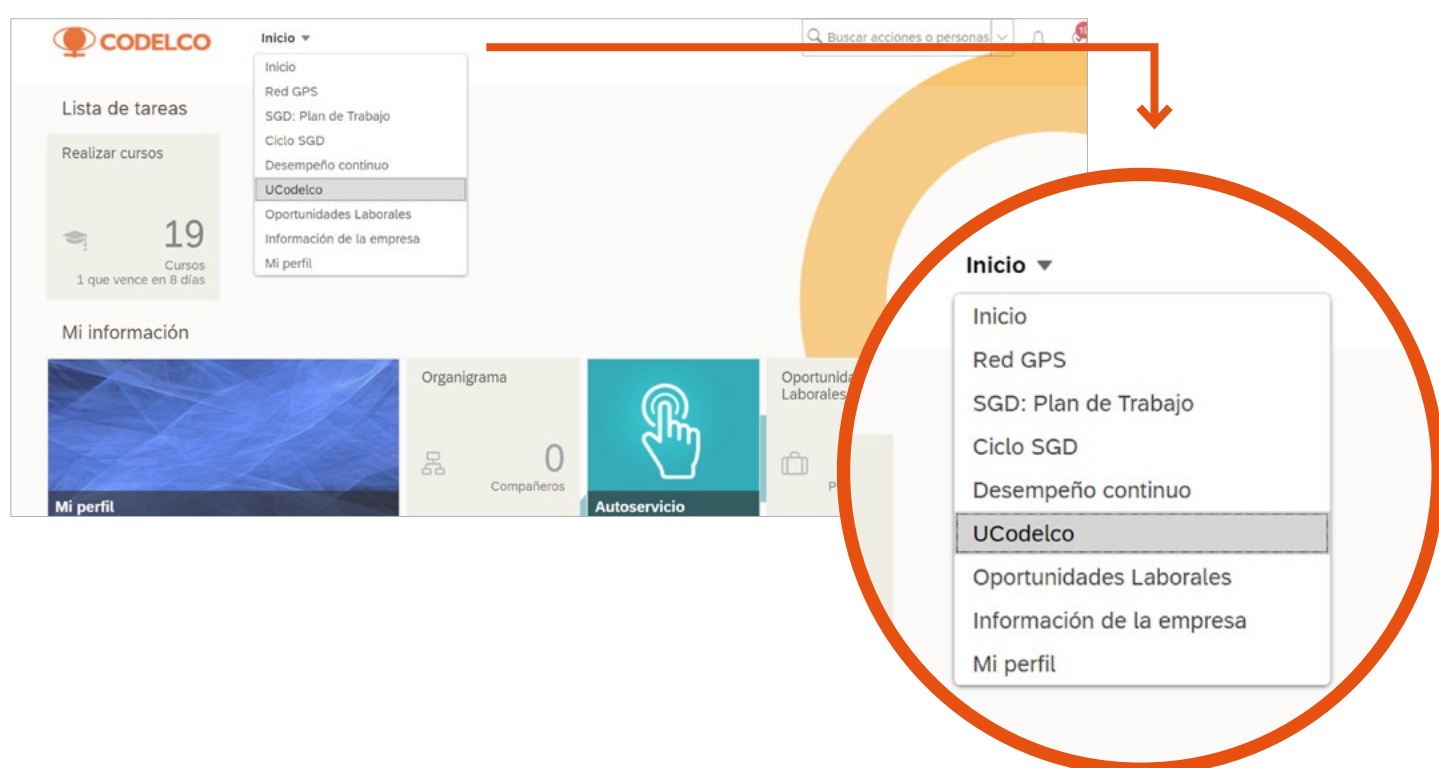 CODELCO
Inicio
Buscar acciones o personas
Inicio
Red GPS
SGD: Plan de Trabajo
Ciclo SGD
Desempeño continuo
UCodelco
Oportunidades Laborales
Información de la empresa
Mi perfil
Lista de tareas
Realizar cursos
19
Cursos
1 que vence en 8 días
Mi información
Mi perfil
Organigrama
0
Compañeros
Autoservicio
Laborales
Inicio
Inicio
Red GPS
SGD: Plan de Trabajo
Ciclo SGD
Desempeño continuo
UCodelco
Oportunidades Laborales
Información de la empresa
Mi perfil